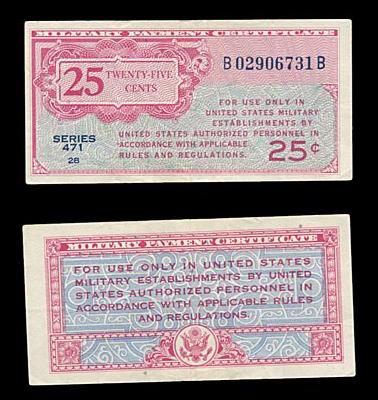 MILITARY PAYMENT CERTIFICATE
25 TWENTY-FIVE
CENTS
B02906731B
FOR USE ONLY IN
UNITED STATES MILITARY
ESTABLISHMENTS BY
UNITED STATES AUTHORIZED PERSONNEL IN
ACCORDANCE WITH APPLICABLE
RULES AND REGULATIONS.
25¢
SERIES
471
28
MILITARY PAYMENT CERTIFICATE
FOR USE ONLY IN UNITED STATES
MILITARY ESTABLISHMENTS BY UNITED
STATES AUTHORIZED PERSONNEL IN
ACCORDANCE WITH APPLICABLE RULES
AND REGULATIONS.